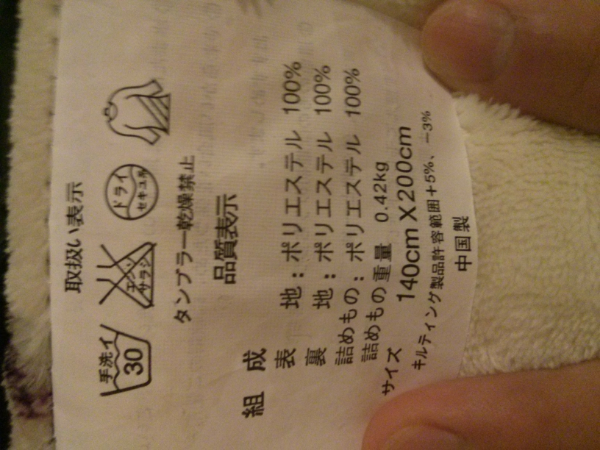 取扱い表示
手洗イ
30
エンソ
サラシ
ドライ
セキユ系
タンブラー乾燥禁止
品質表示
組成
表地:ポリエステル 100%
裏地:ポリエステル 100%
詰めもの:ポリエステル 100%
詰めもの重量 0.42kg
サイズ 140cm X 200cm
キルティング製品許容範囲+5%、-3%
中国製